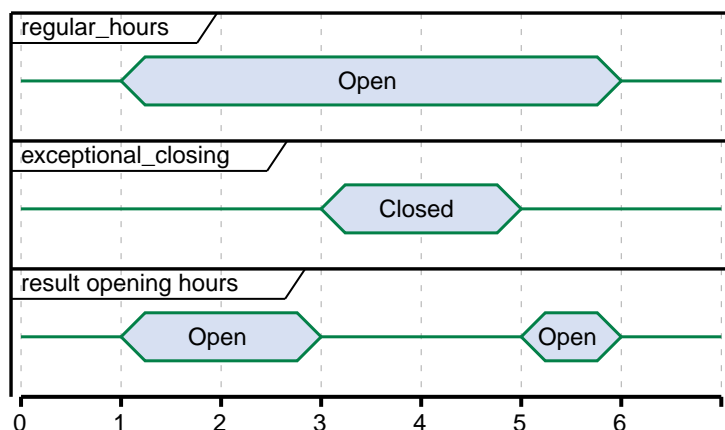 regular_hours
Open
exceptional_closing
Closed
result opening hours
Open Open
0 1 2 3 4 5 6